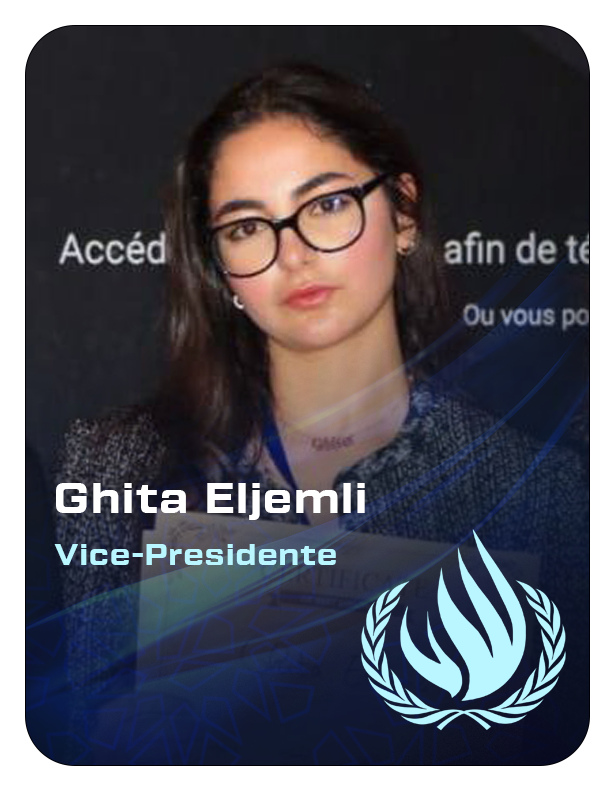 Accéd afin de té
Ou vous po
Ghita Eljemli
Vice-Presidente